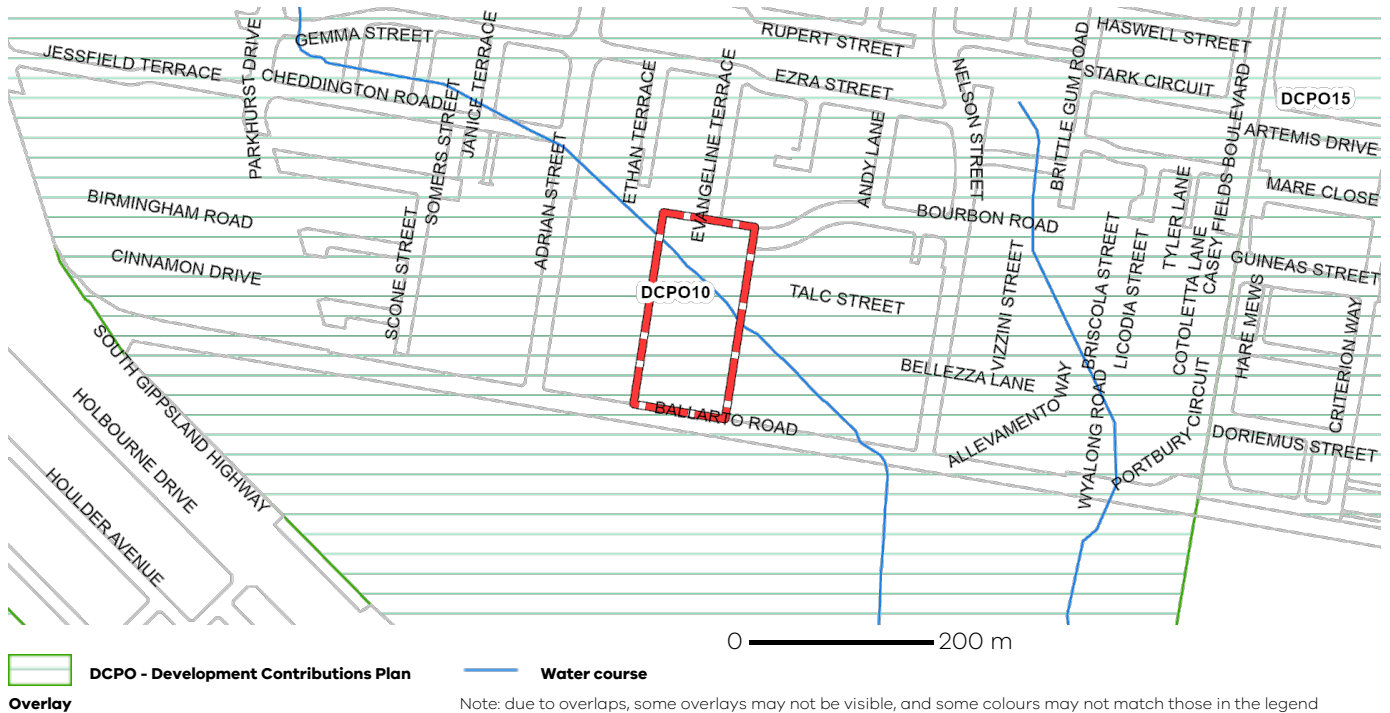 GEMMA STREET
RUPERT STREET
HASWELL STREET
JESSFIELD TERRACE
PARKHURST DRIVE
CHEDDINGTON ROAD
SOMERS STREET
JANICE TERRACE
ETHAN TERRACE
EVANGELINE TERRACE
EZRA STREET
NELSON STREET
BRITTLE GUM ROAD
STARK CIRCUIT
DCPO15
ARTEMIS DRIVE
CASEY FIELDS BOULEVARD
ADRIAN STREET
ANDY LANE
MARE CLOSE
BIRMINGHAM ROAD
BOURBON ROAD
TYLER LANE
CINNAMON DRIVE
SCONE STREET
DCPO10
TALC STREET
VIZZINI STREET
BRISCOLA STREET
LICODIA STREET
COTOLETTA LANE
GUINEAS STREET
HARE MEWS
CRITERION WAY
SOUTH GIPPSLAND HIGHWAY
BELLEZZA LANE
HOLBOURNE DRIVE
BALLARTO ROAD
ALLEVAMENTO WAY
WYALONG ROAD
PORTBURY CIRCUIT
DORIEMUS STREET
HOULDER AVENUE
0 200 m
DCPO - Development Contributions Plan
Water course
Overlay
Note: due to overlaps, some overlays may not be visible, and some colours may not match those in the legend